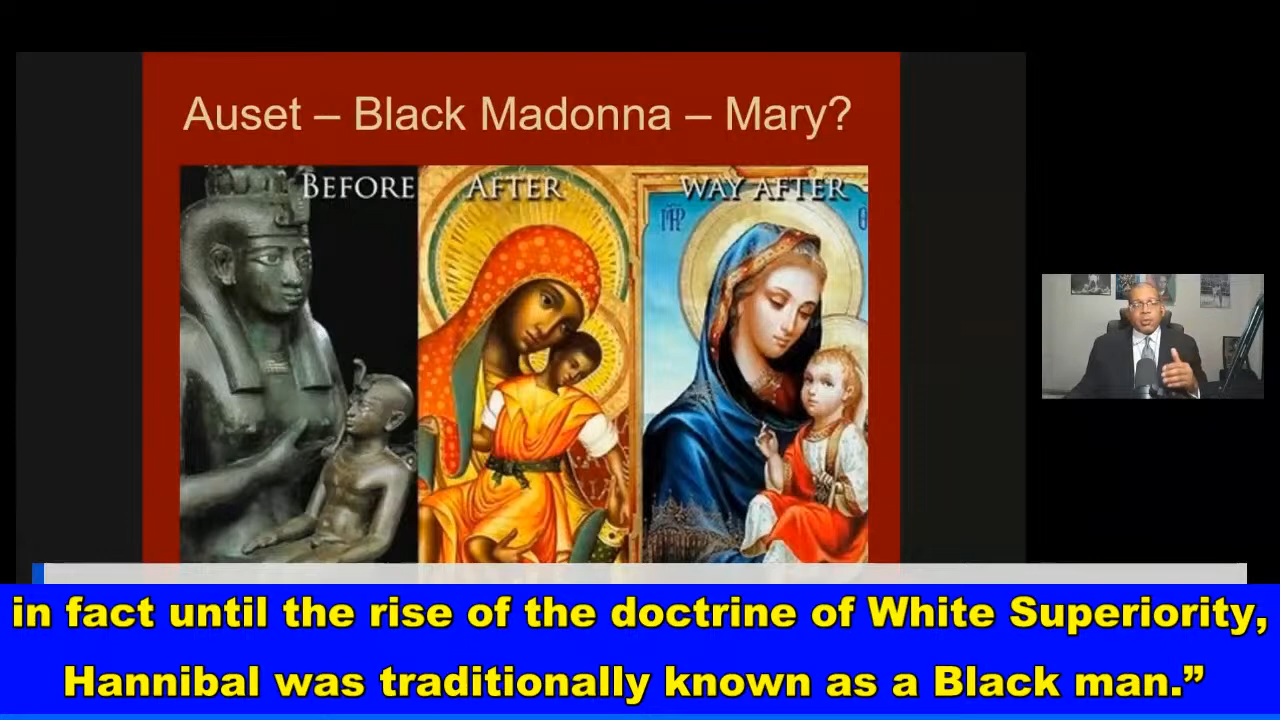 Auset – Black Madonna – Mary?
BEFORE
AFTER
WAY AFTER
in fact until the rise of the doctrine of White Superiority,
Hannibal was traditionally known as a Black man.”